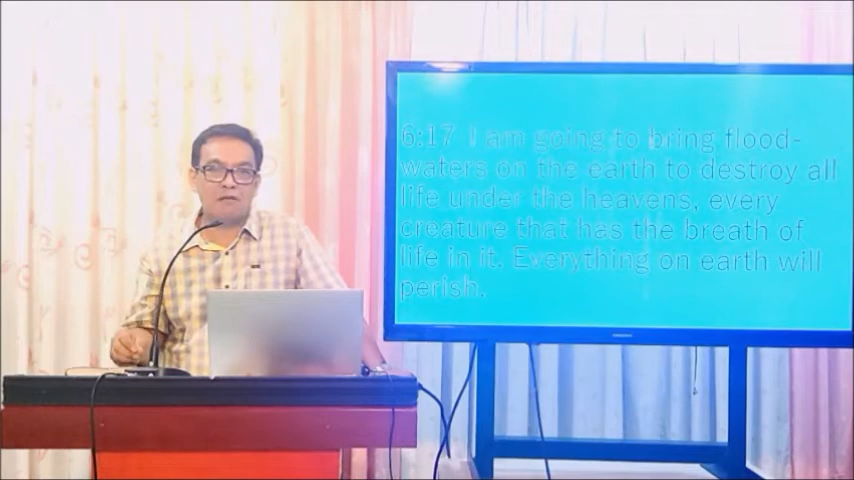 6:17 I am going to bring flood-
waters on the earth to destroy all
life under the heavens, every
creature that has the breath of
life in it. Everything on earth will
perish.